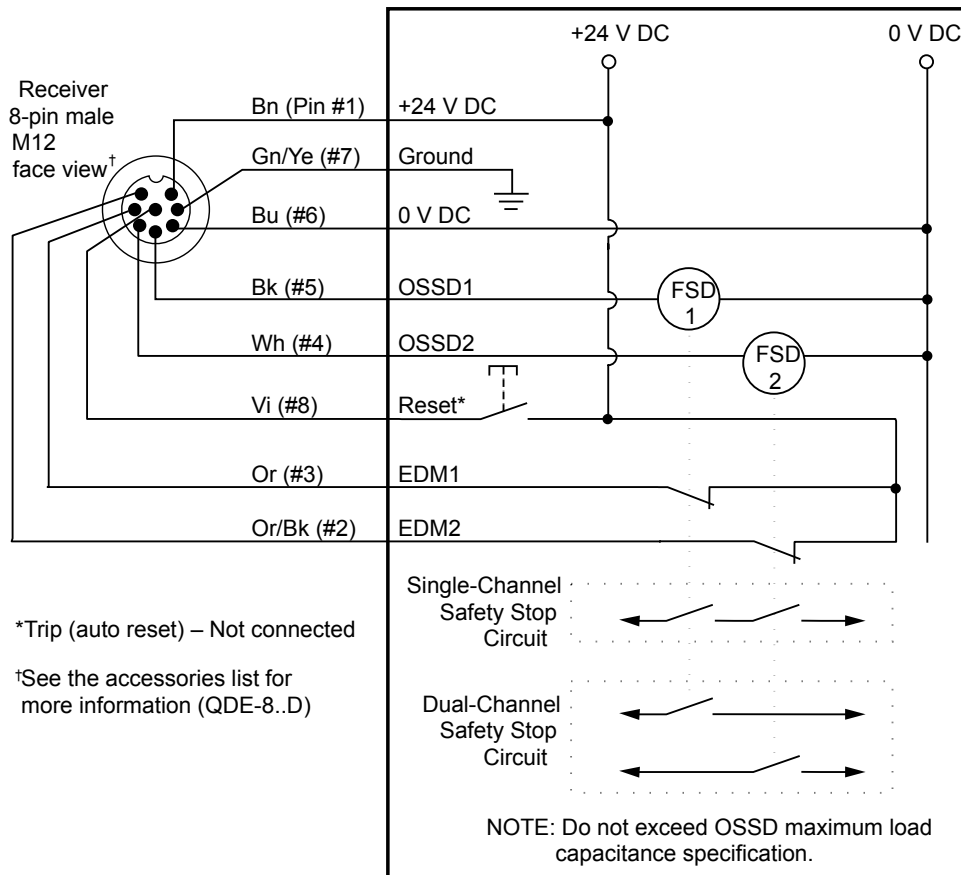 +24 V DC
0 V DC
Receiver
8-pin male
M12
face view†
Bn (Pin #1)
+24 V DC
Gn/Ye (#7)
Ground
Bu (#6)
0 V DC
Bk (#5)
OSSD1
FSD
1
Wh (#4)
OSSD2
FSD
2
Vi (#8)
Reset*
Or (#3)
EDM1
Or/Bk (#2)
EDM2
Single-Channel
Safety Stop
Circuit
*Trip (auto reset) – Not connected
†See the accessories list for
more information (QDE-8..D)
Dual-Channel
Safety Stop
Circuit
NOTE: Do not exceed OSSD maximum load
capacitance specification.